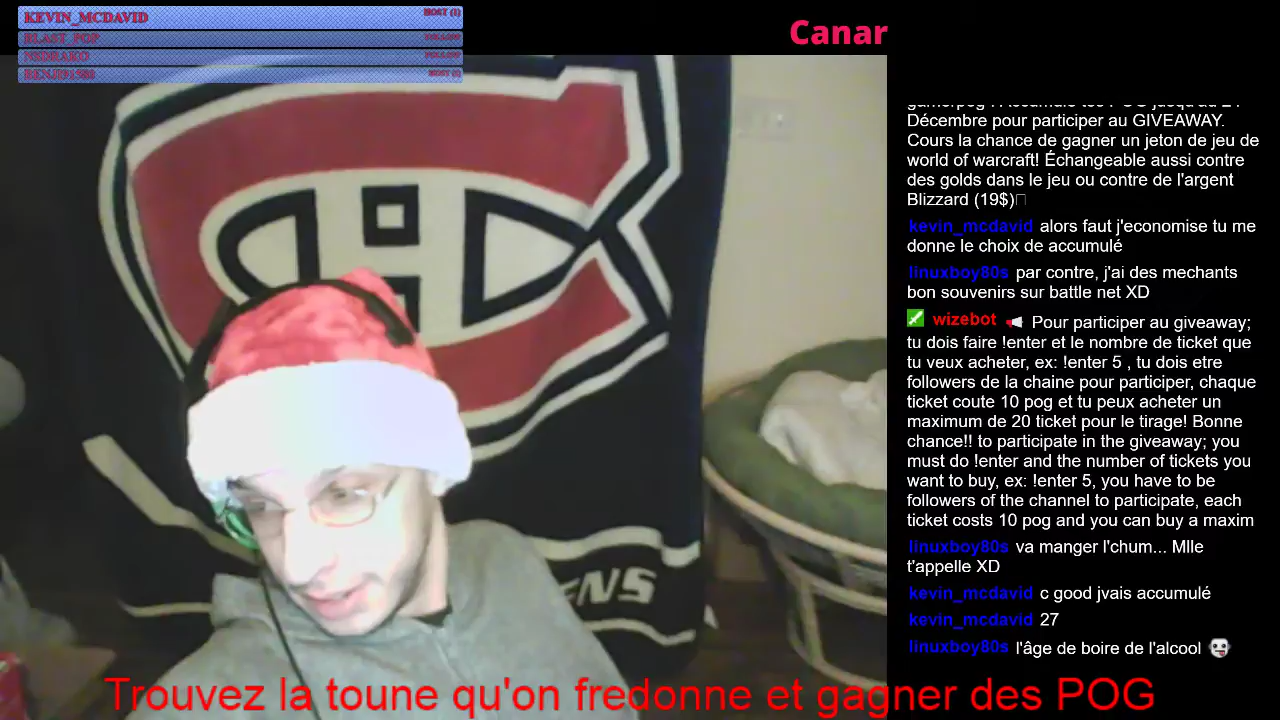 KEVIN_MCDAVID HOST (1)
BLAST_POP FOLLOW
NSDRAKO FOLLOW
BENJI91580 HOST (1)
Canar
Décembre pour participer au GIVEAWAY.
Cours la chance de gagner un jeton de jeu de
world of warcraft! Échangeable aussi contre
des golds dans le jeu ou contre de l'argent
Blizzard (19$)
kevin_mcdavid alors faut j'economise tu me
donne le choix de accumulé
linuxboy80s par contre, j'ai des mechants
bon souvenirs sur battle net XD
wizebot Pour participer au giveaway;
tu dois faire !enter et le nombre de ticket que
tu veux acheter, ex: !enter 5 , tu dois etre
followers de la chaine pour participer, chaque
ticket coute 10 pog et tu peux acheter un
maximum de 20 ticket pour le tirage! Bonne
chance!! to participate in the giveaway; you
must do !enter and the number of tickets you
want to buy, ex: !enter 5, you have to be
followers of the channel to participate, each
ticket costs 10 pog and you can buy a maxim
linuxboy80s va manger l'chum... Mlle
t'appelle XD
kevin_mcdavid c good jvais accumulé
kevin_mcdavid 27
linuxboy80s l'âge de boire de l'alcool
ENS
Trouvez la toune qu'on fredonne et gagner des POG